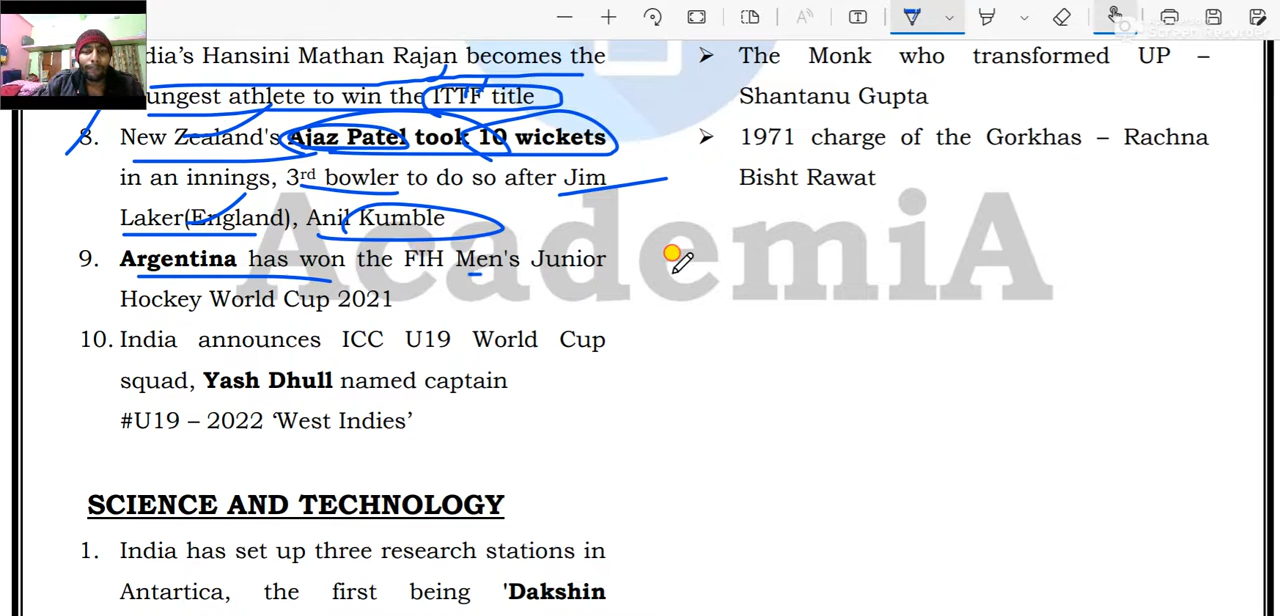 dia's Hansini Mathan Rajan becomes the
ungest athlete to win the ITTF title
8. New Zealand's Ajaz Patel took 10 wickets
in an innings, 3rd bowler to do so after Jim
Laker(England), Anil Kumble
9. Argentina has won the FIH Men's Junior
Hockey World Cup 2021
10. India announces ICC U19 World Cup
squad, Yash Dhull named captain
#U19 – 2022 'West Indies'
SCIENCE AND TECHNOLOGY
1. India has set up three research stations in
Antartica, the first being 'Dakshin
➢ The Monk who transformed UP –
Shantanu Gupta
➢ 1971 charge of the Gorkhas – Rachna
Bisht Rawat
AcademiA
Screen Recorder